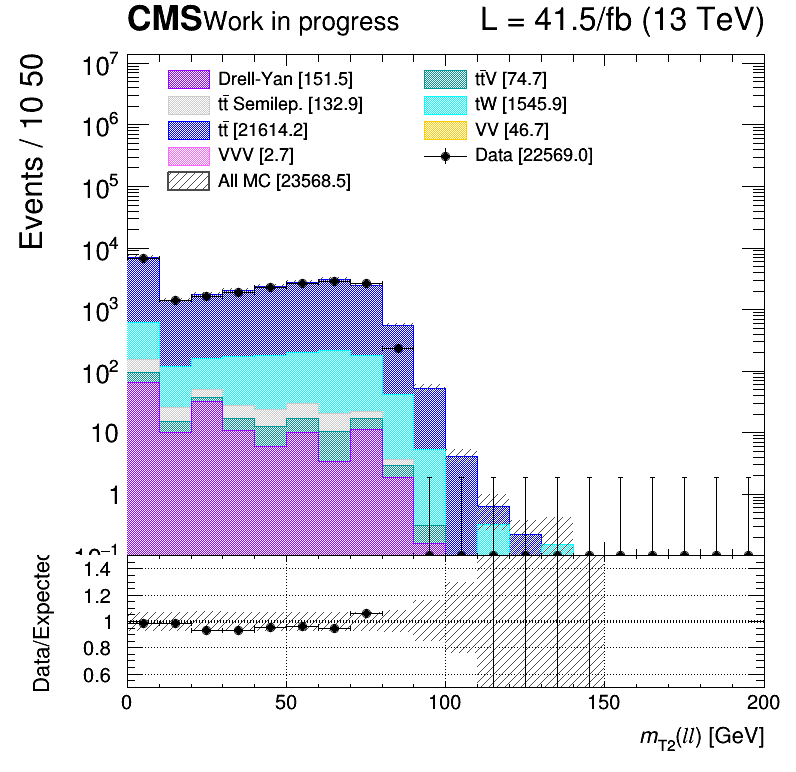 CMS Work in progress L = 41.5/fb (13 TeV)
Events / 10 50
Drell-Yan [151.5]
tt̄ Semilep. [132.9]
tt̄ [21614.2]
VVV [2.7]
All MC [23568.5]
tt̄V [74.7]
tW [1545.9]
VV [46.7]
Data [22569.0]
10⁷
10⁶
10⁵
10⁴
10³
10²
10
1
10⁻¹
Data/Expected
1.4
1.2
1
0.8
0.6
0 50 100 150 200
m_T2(ll) [GeV]